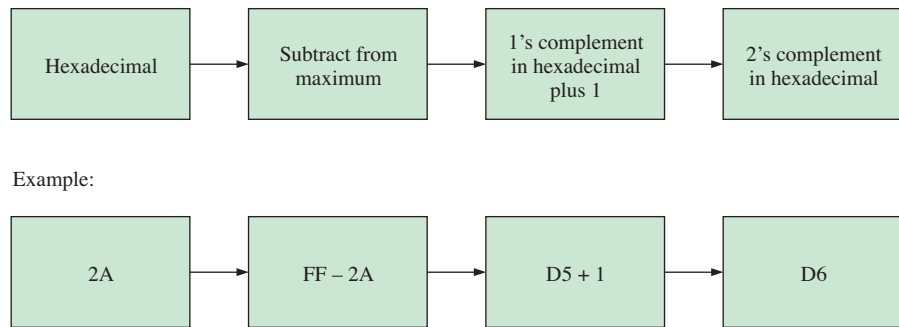 Hexadecimal
Subtract from
maximum
1’s complement
in hexadecimal
plus 1
2’s complement
in hexadecimal
Example:
2A
FF – 2A
D5 + 1
D6